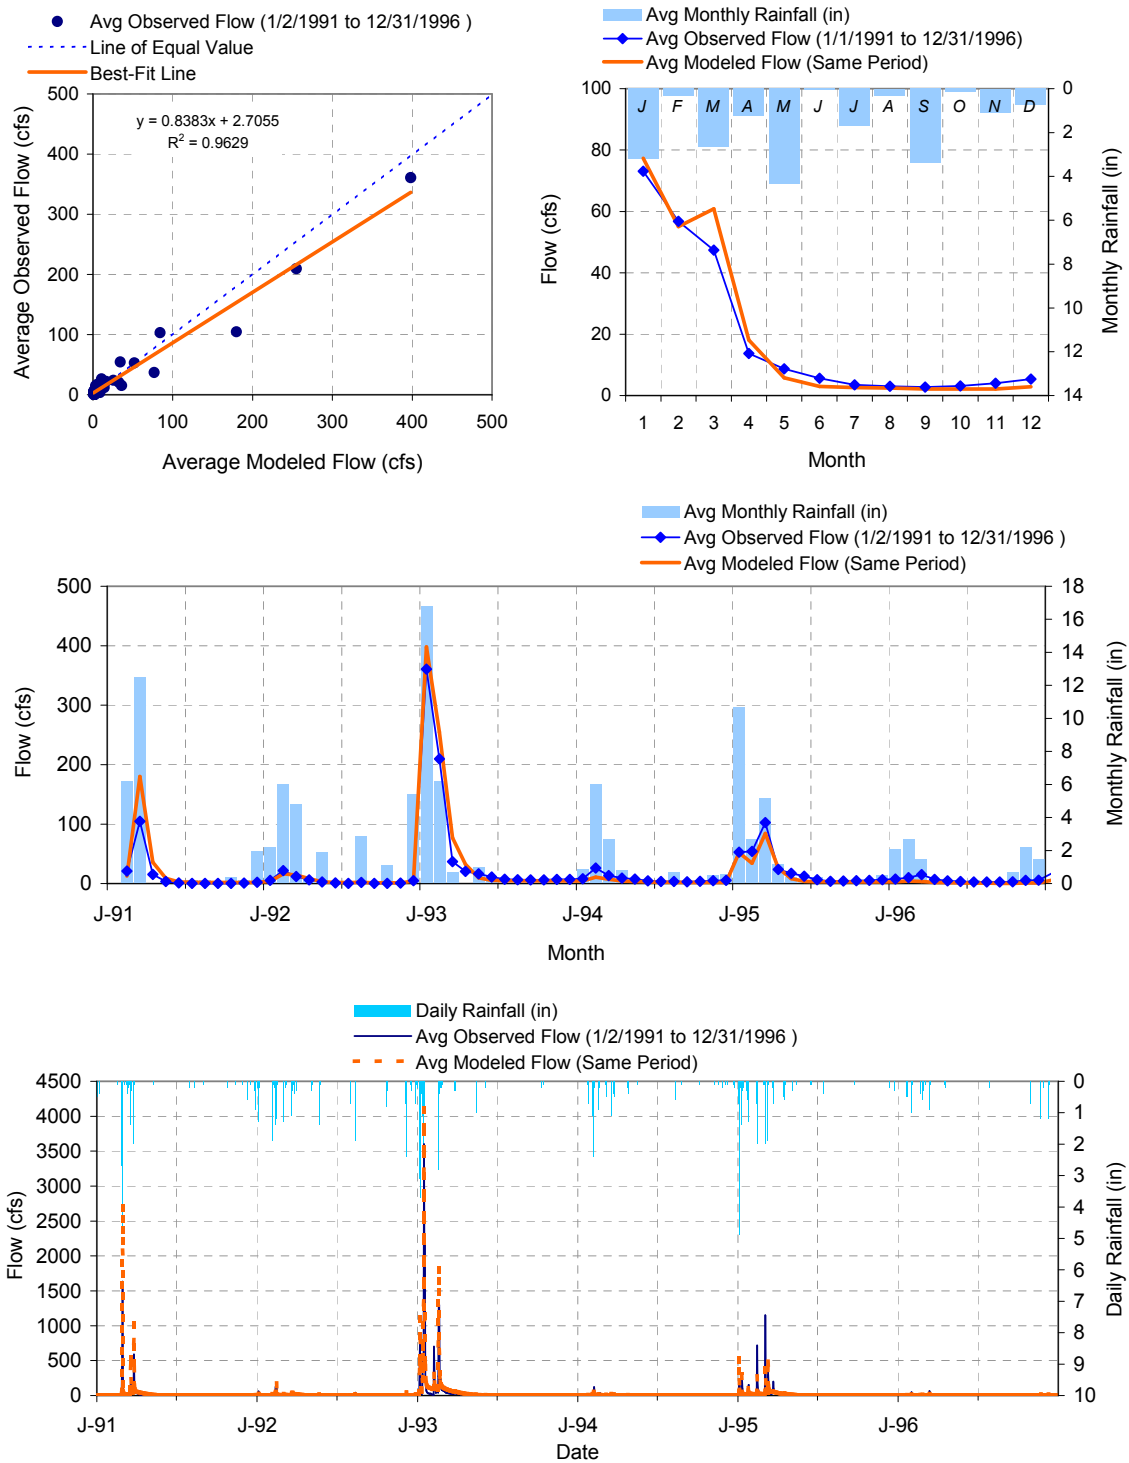 Avg Observed Flow (1/2/1991 to 12/31/1996 )
Line of Equal Value
Best-Fit Line
y = 0.8383x + 2.7055
R² = 0.9629
500
400
300
200
100
0
Average Observed Flow (cfs)
0 100 200 300 400 500
Average Modeled Flow (cfs)
Avg Monthly Rainfall (in)
Avg Observed Flow (1/1/1991 to 12/31/1996)
Avg Modeled Flow (Same Period)
J F M A M J J A S O N D
100
80
60
40
20
0
Flow (cfs)
0
2
4
6
8
10
12
14
Monthly Rainfall (in)
1 2 3 4 5 6 7 8 9 10 11 12
Month
Avg Monthly Rainfall (in)
Avg Observed Flow (1/2/1991 to 12/31/1996 )
Avg Modeled Flow (Same Period)
500
400
300
200
100
0
Flow (cfs)
18
16
14
12
10
8
6
4
2
0
Monthly Rainfall (in)
J-91 J-92 J-93 J-94 J-95 J-96
Month
Daily Rainfall (in)
Avg Observed Flow (1/2/1991 to 12/31/1996 )
Avg Modeled Flow (Same Period)
4500
4000
3500
3000
2500
2000
1500
1000
500
0
Flow (cfs)
0
1
2
3
4
5
6
7
8
9
10
Daily Rainfall (in)
J-91 J-92 J-93 J-94 J-95 J-96
Date